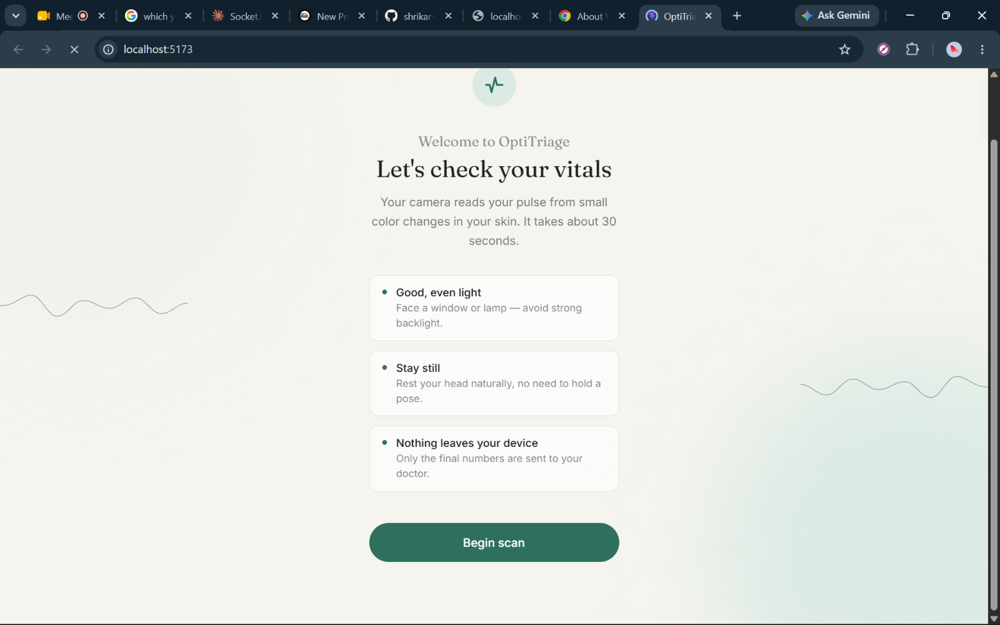 Mee
which y
Socket.i
New Pr
shrikar-
localho
About V
OptiTria
Ask Gemini
localhost:5173
Welcome to OptiTriage
Let's check your vitals
Your camera reads your pulse from small
color changes in your skin. It takes about 30
seconds.
Good, even light
Face a window or lamp — avoid strong
backlight.
Stay still
Rest your head naturally, no need to hold a
pose.
Nothing leaves your device
Only the final numbers are sent to your
doctor.
Begin scan